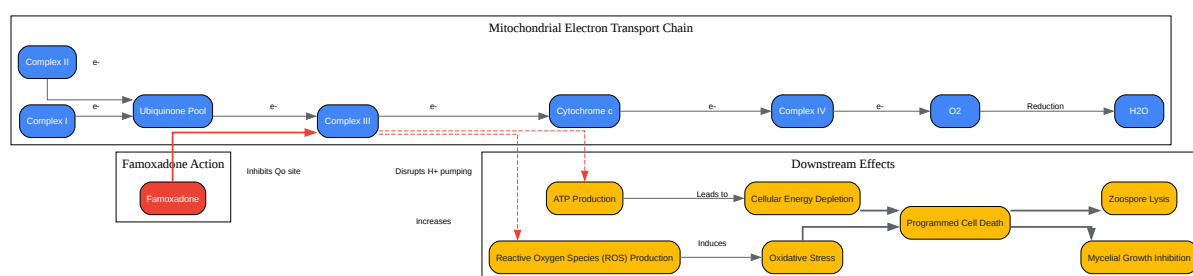 Mitochondrial Electron Transport Chain
Complex II
e-
Complex I
e-
Ubiquinone Pool
e-
Complex III
e-
Cytochrome c
e-
Complex IV
e-
O2
Reduction
H2O
Famoxadone Action
Famoxadone
Inhibits Qo site
Disrupts H+ pumping
Increases
Downstream Effects
ATP Production
Leads to
Cellular Energy Depletion
Programmed Cell Death
Zoospore Lysis
Reactive Oxygen Species (ROS) Production
Induces
Oxidative Stress
Mycelial Growth Inhibition